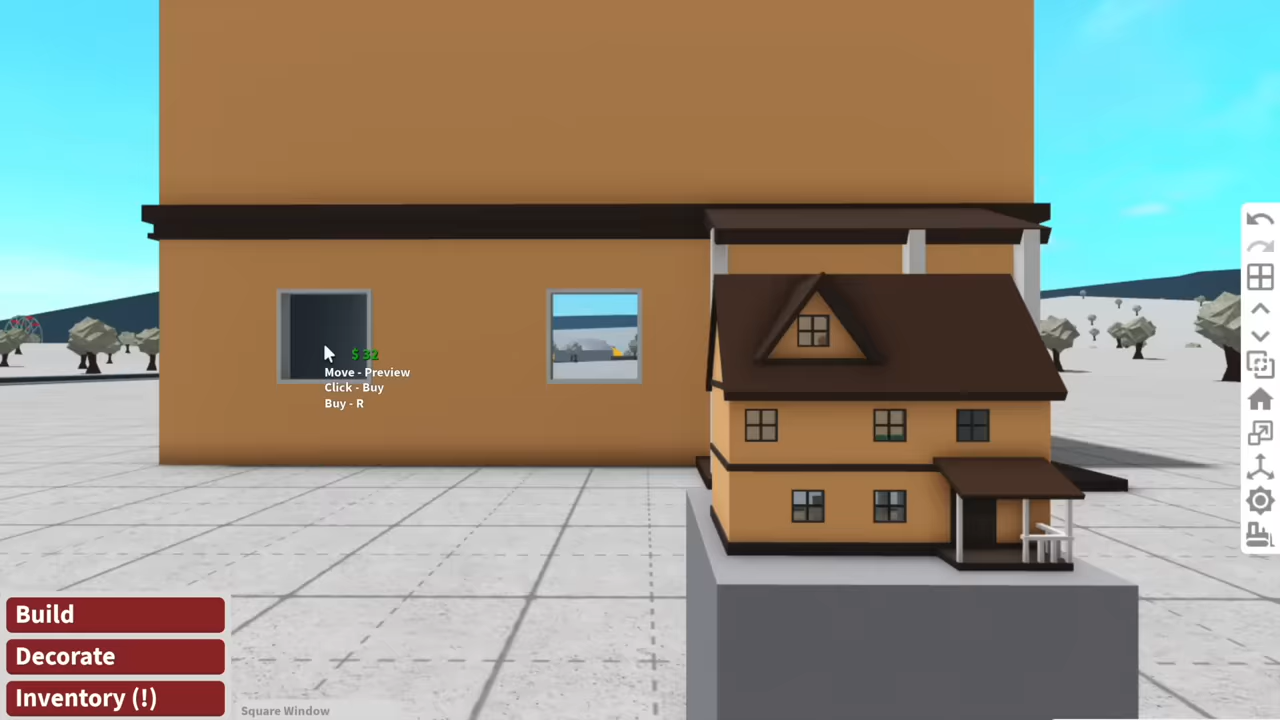 $ 32
Move - Preview
Click - Buy
Buy - R
Build
Decorate
Inventory (!)
Square Window